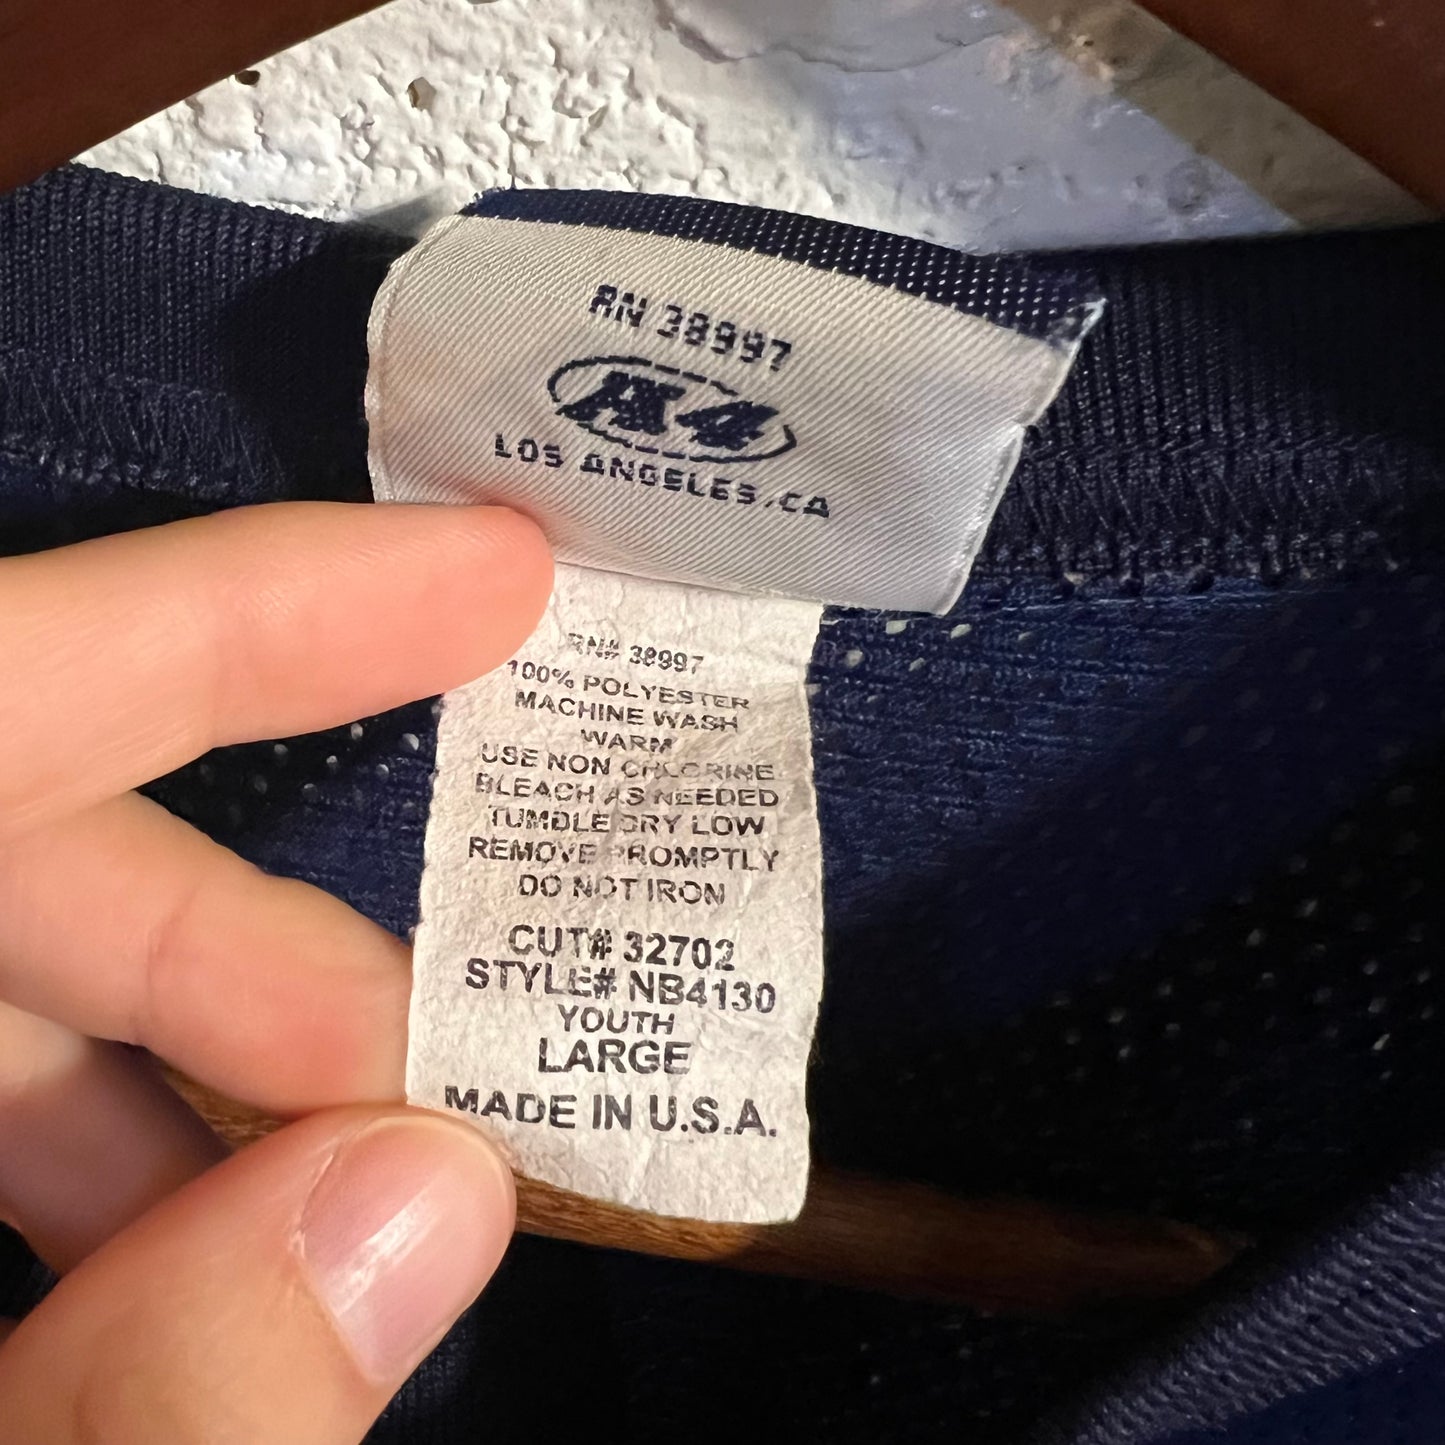 RN 38997
A4
LOS ANGELES, CA
RN# 38997
100% POLYESTER
MACHINE WASH
WARM
USE NON CHLORINE
BLEACH AS NEEDED
TUMBLE DRY LOW
REMOVE PROMPTLY
DO NOT IRON
CUT# 32702
STYLE# NB4130
YOUTH
LARGE
MADE IN U.S.A.